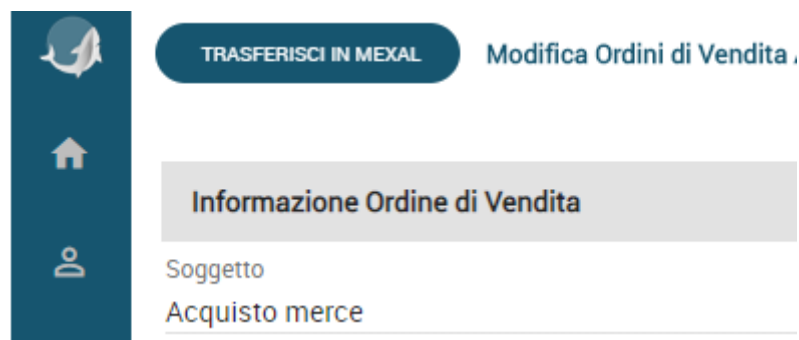 TRASFERISCI IN MEXAL
Modifica Ordini di Vendita
Informazione Ordine di Vendita
Soggetto
Acquisto merce